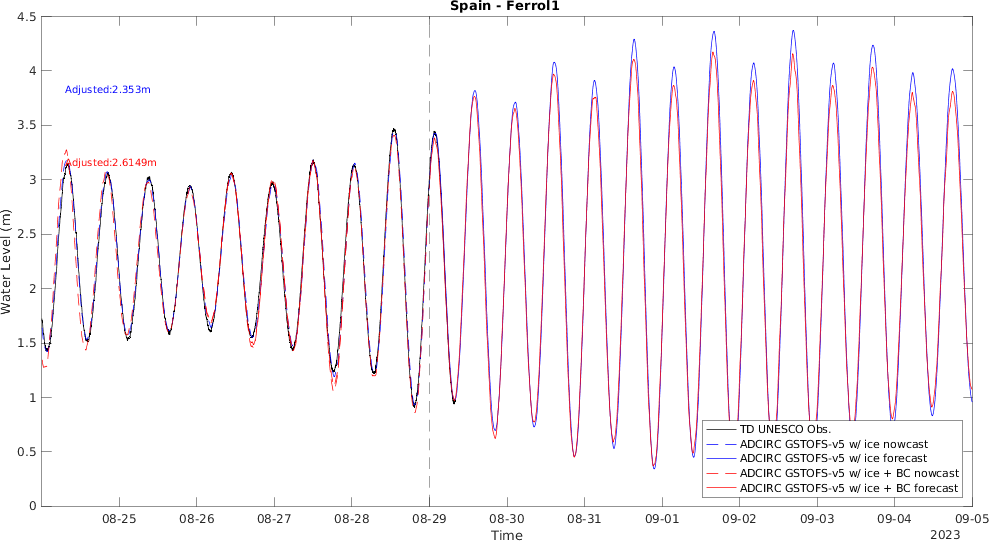 Spain - Ferrol1
4.5
4
3.5
3
2.5
2
1.5
1
0.5
0
Water Level (m)
Adjusted:2.353m
Adjusted:2.6149m
TD UNESCO Obs.
ADCIRC GSTOFS-v5 w/ ice nowcast
ADCIRC GSTOFS-v5 w/ ice forecast
ADCIRC GSTOFS-v5 w/ ice + BC nowcast
ADCIRC GSTOFS-v5 w/ ice + BC forecast
08-25 08-26 08-27 08-28 08-29 08-30 08-31 09-01 09-02 09-03 09-04 09-05
Time
2023